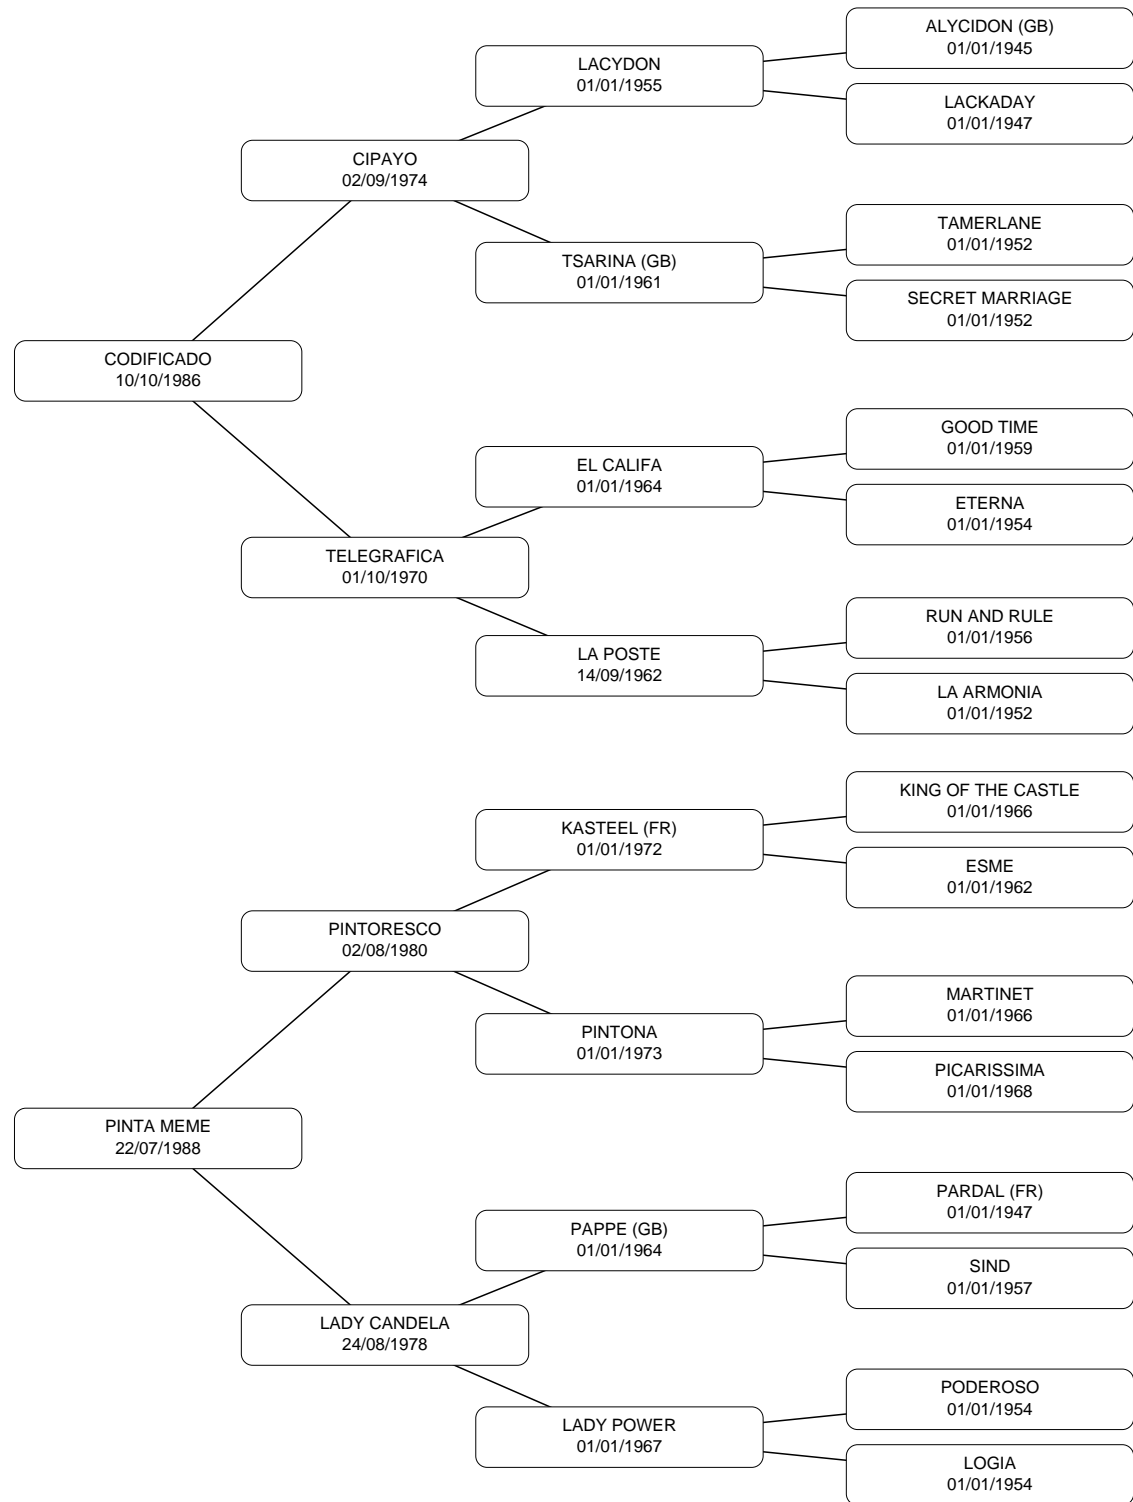 ALYCIDON (GB)
01/01/1945
LACYDON
01/01/1955
LACKADAY
01/01/1947
CIPAYO
02/09/1974
TAMERLANE
01/01/1952
TSARINA (GB)
01/01/1961
SECRET MARRIAGE
01/01/1952
CODIFICADO
10/10/1986
GOOD TIME
01/01/1959
EL CALIFA
01/01/1964
ETERNA
01/01/1954
TELEGRAFICA
01/10/1970
RUN AND RULE
01/01/1956
LA POSTE
14/09/1962
LA ARMONIA
01/01/1952
KING OF THE CASTLE
01/01/1966
KASTEEL (FR)
01/01/1972
ESME
01/01/1962
PINTORESCO
02/08/1980
MARTINET
01/01/1966
PINTONA
01/01/1973
PICARISSIMA
01/01/1968
PINTA MEME
22/07/1988
PARDAL (FR)
01/01/1947
PAPPE (GB)
01/01/1964
SIND
01/01/1957
LADY CANDELA
24/08/1978
PODEROSO
01/01/1954
LADY POWER
01/01/1967
LOGIA
01/01/1954